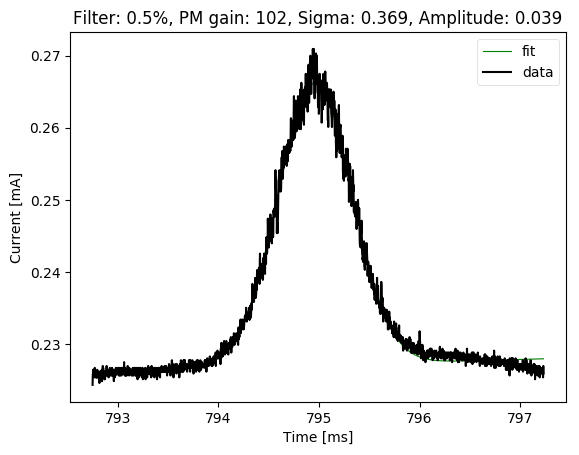 Filter: 0.5%, PM gain: 102, Sigma: 0.369, Amplitude: 0.039
0.27
0.26
0.25
0.24
0.23
Current [mA]
fit
data
793
794
795
796
797
Time [ms]